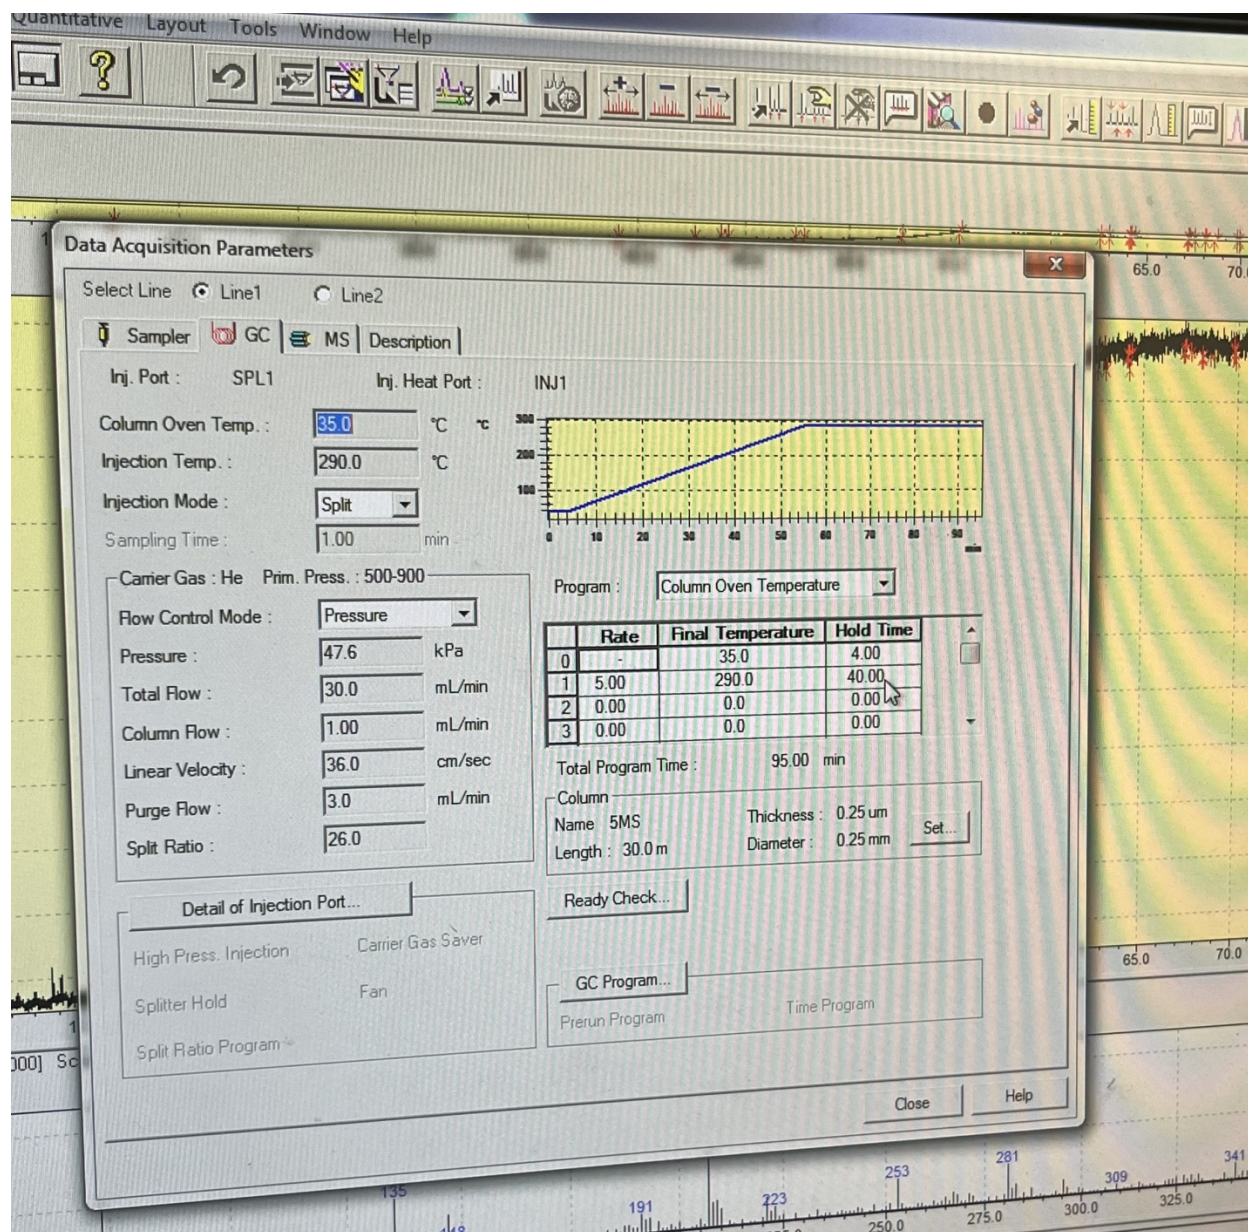 Quantitative Layout Tools Window Help
65.0 70.
Data Acquisition Parameters
Select Line Line1 Line2
Sampler GC MS Description
Inj. Port : SPL1 Inj. Heat Port : INJ1
Column Oven Temp. : 35.0 °C
Injection Temp. : 290.0 °C
Injection Mode : Split
Sampling Time : 1.00 min
°C
300
200
100
0 10 20 30 40 50 60 70 80 90
min
Carrier Gas : He Prim. Press. : 500-900
Flow Control Mode : Pressure
Pressure : 47.6 kPa
Total Flow : 30.0 mL/min
Column Flow : 1.00 mL/min
Linear Velocity : 36.0 cm/sec
Purge Flow : 3.0 mL/min
Split Ratio : 26.0
Program : Column Oven Temperature
Rate Final Temperature Hold Time
0 - 35.0 4.00
1 5.00 290.0 40.00
2 0.00 0.0 0.00
3 0.00 0.0 0.00
Total Program Time : 95.00 min
Column
Name 5MS Thickness : 0.25 um
Length : 30.0 m Diameter : 0.25 mm
Set...
Detail of Injection Port...
High Press. Injection Carrier Gas Saver
Splitter Hold Fan
Split Ratio Program
Ready Check...
GC Program...
Prerun Program Time Program
65.0 70.0
000] Sc
Close Help
135 191 223 253 281 309 341
250.0 275.0 300.0 325.0